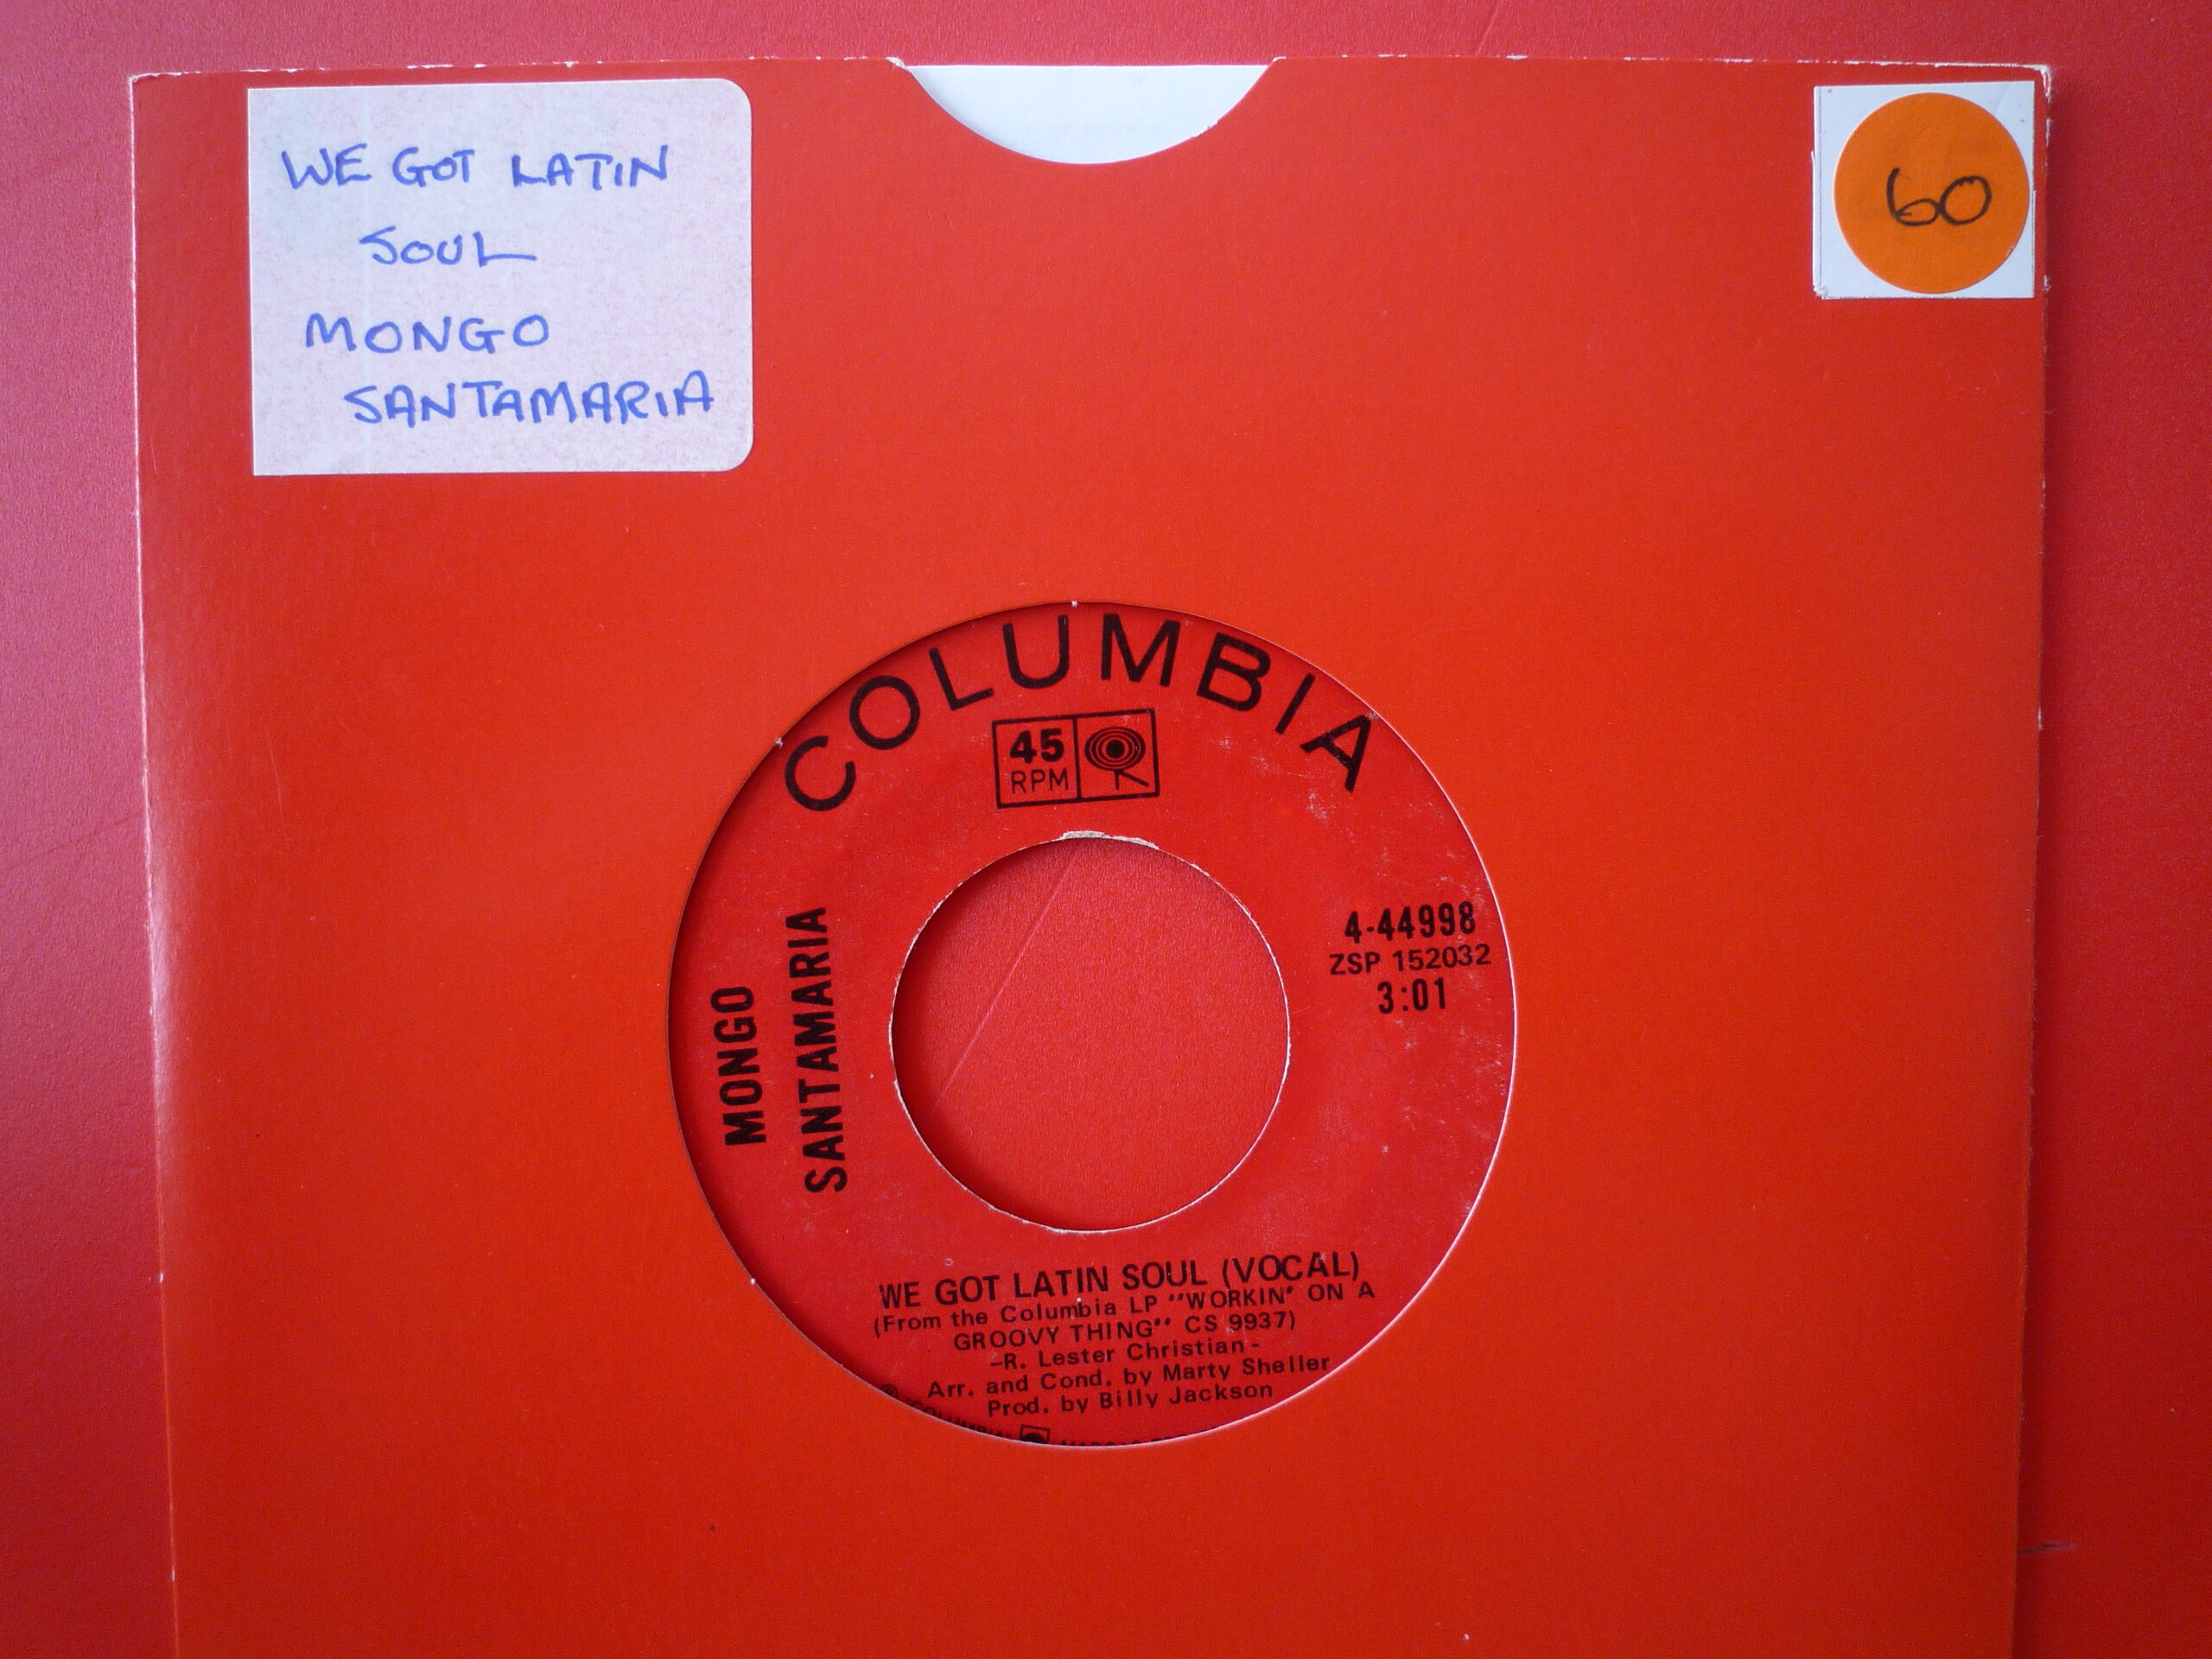 WE GOT LATIN
SOUL
MONGO
SANTAMARIA
60
COLUMBIA
45
RPM
MONGO
SANTAMARIA
4-44998
ZSP 152032
3:01
WE GOT LATIN SOUL (VOCAL)
(From the Columbia LP "WORKIN' ON A
GROOVY THING" CS 9937)
-R. Lester Christian-
Arr. and Cond. by Marty Sheller
Prod. by Billy Jackson